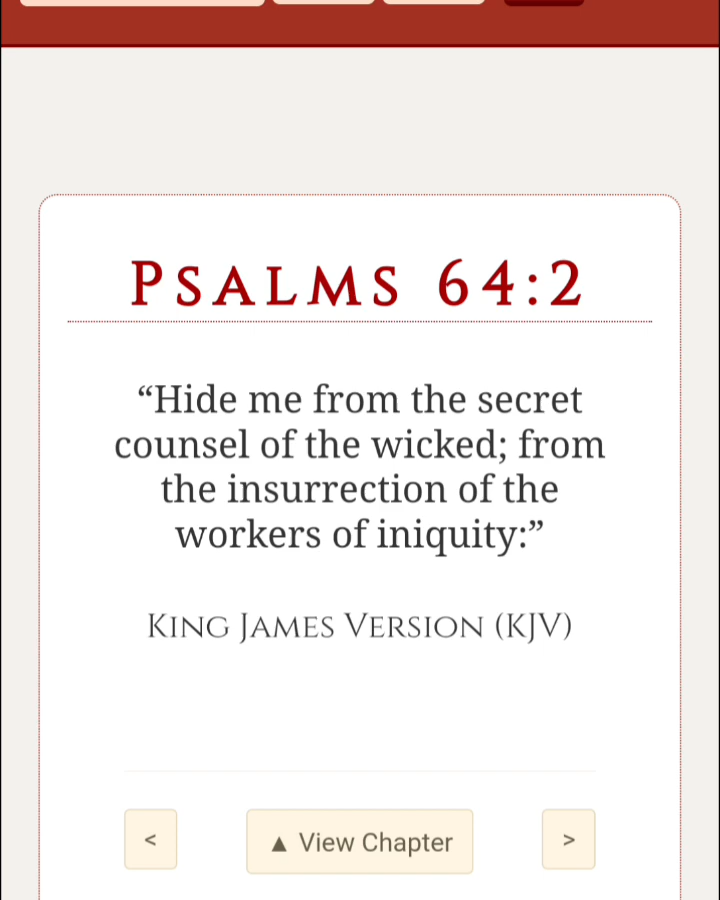 Psalms 64:2
“Hide me from the secret
counsel of the wicked; from
the insurrection of the
workers of iniquity:”
King James Version (KJV)
< ▲ View Chapter >